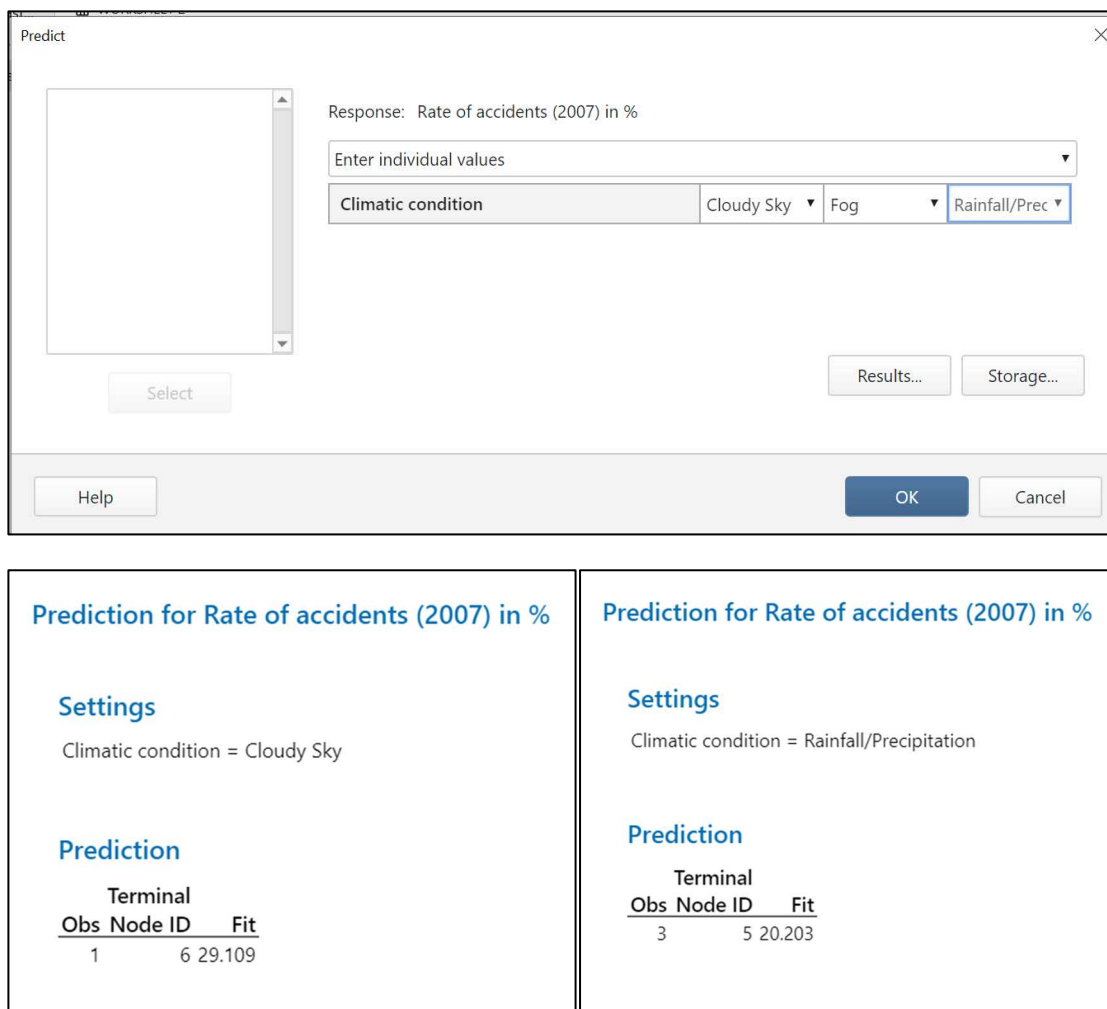 Predict
Response: Rate of accidents (2007) in %
Enter individual values
Climatic condition Cloudy Sky Fog Rainfall/Prec
Results... Storage...
Select
Help OK Cancel
Prediction for Rate of accidents (2007) in %
Settings
Climatic condition = Cloudy Sky
Prediction
Terminal
Obs Node ID Fit
1 6 29.109
Prediction for Rate of accidents (2007) in %
Settings
Climatic condition = Rainfall/Precipitation
Prediction
Terminal
Obs Node ID Fit
3 5 20.203